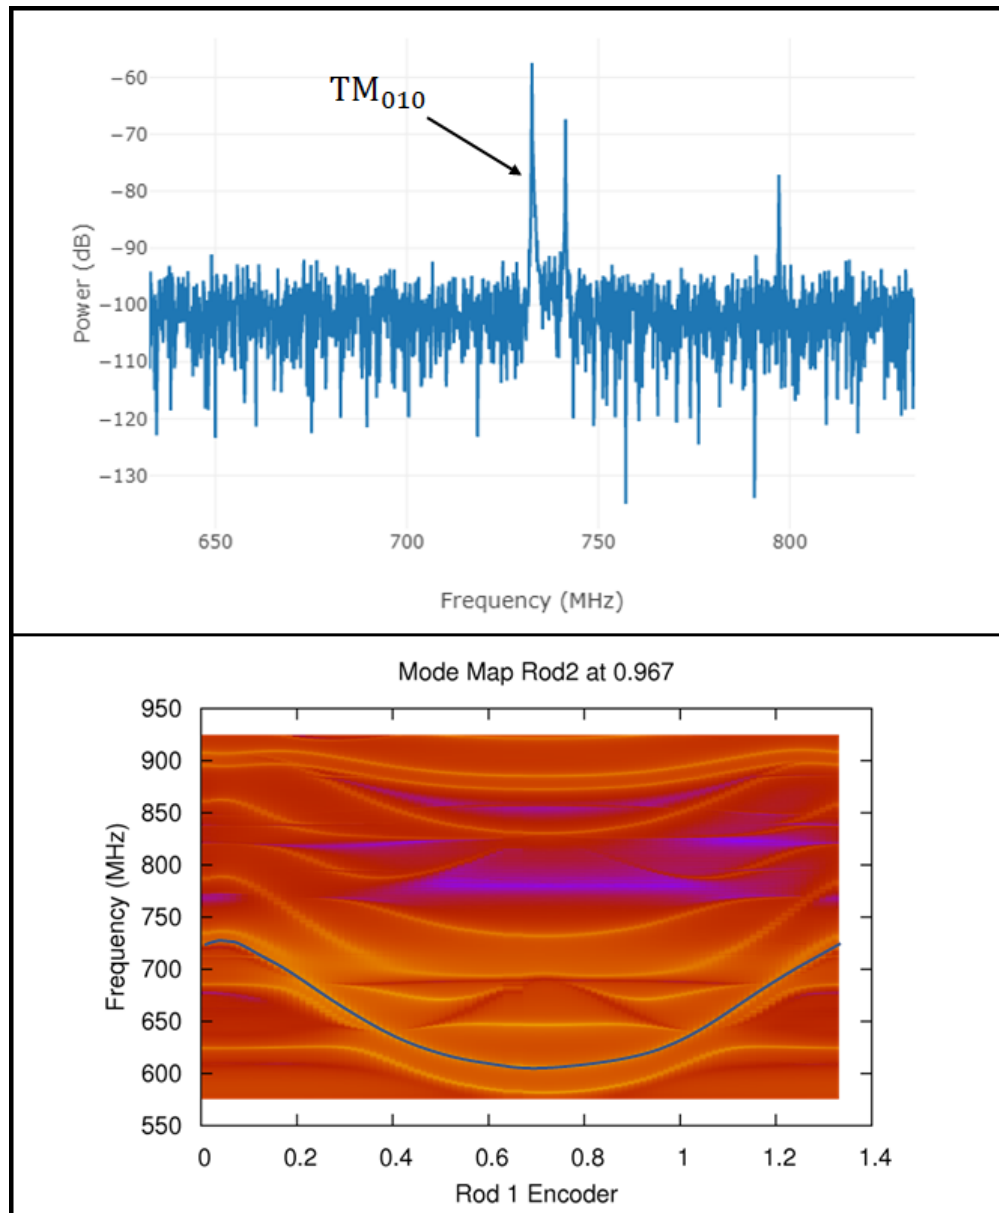 −60
TM010
−70
−80
−90
−100
−110
−120
−130
Power (dB)
650 700 750 800
Frequency (MHz)
Mode Map Rod2 at 0.967
950
900
850
800
750
700
650
600
550
Frequency (MHz)
0 0.2 0.4 0.6 0.8 1 1.2 1.4
Rod 1 Encoder